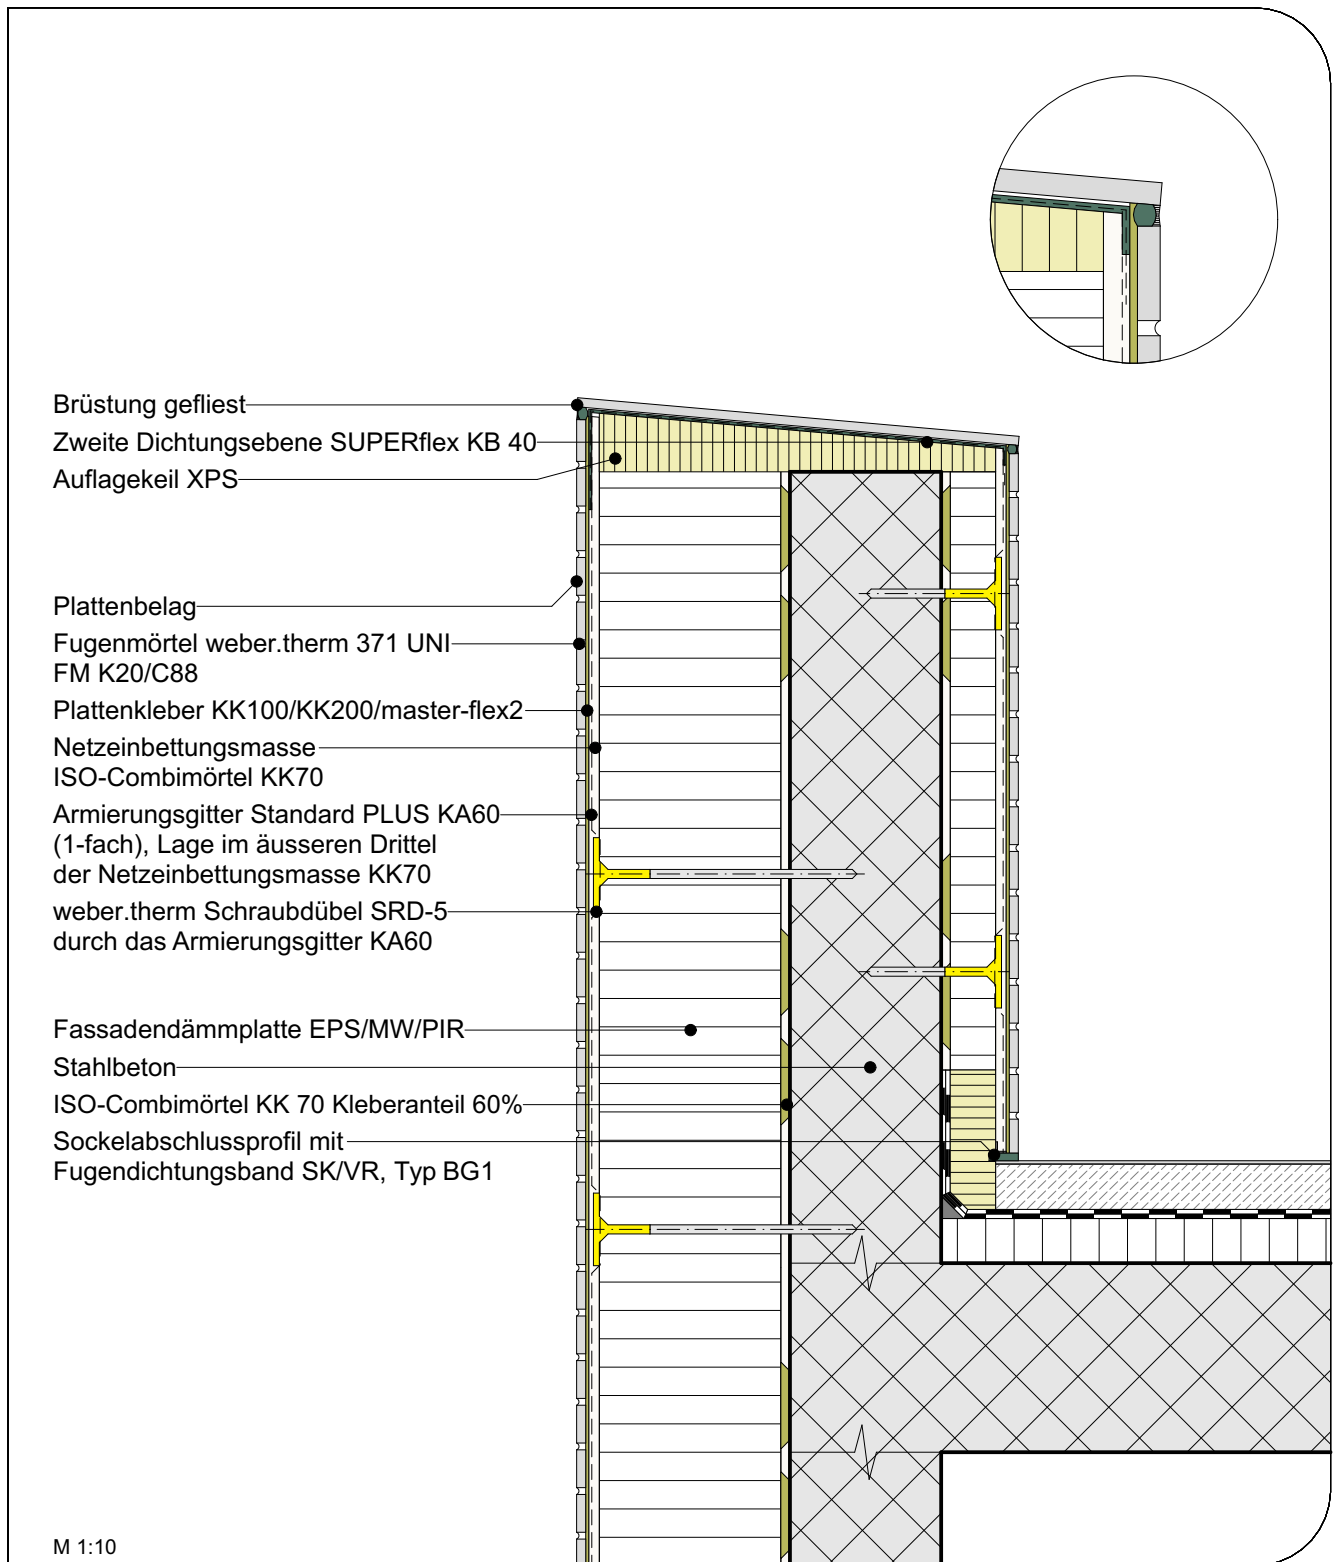 Brüstung gefliest
Zweite Dichtungsebene SUPERflex KB 40
Auflagekeil XPS
Plattenbelag
Fugenmörtel weber.therm 371 UNI
FM K20/C88
Plattenkleber KK100/KK200/master-flex2
Netzeinbettungsmasse
ISO-Combimörtel KK70
Armierungsgitter Standard PLUS KA60
(1-fach), Lage im äusseren Drittel
der Netzeinbettungsmasse KK70
weber.therm Schraubdübel SRD-5
durch das Armierungsgitter KA60
Fassadendämmplatte EPS/MW/PIR
Stahlbeton
ISO-Combimörtel KK 70 Kleberanteil 60%
Sockelabschlussprofil mit
Fugendichtungsband SK/VR, Typ BG1
M 1:10